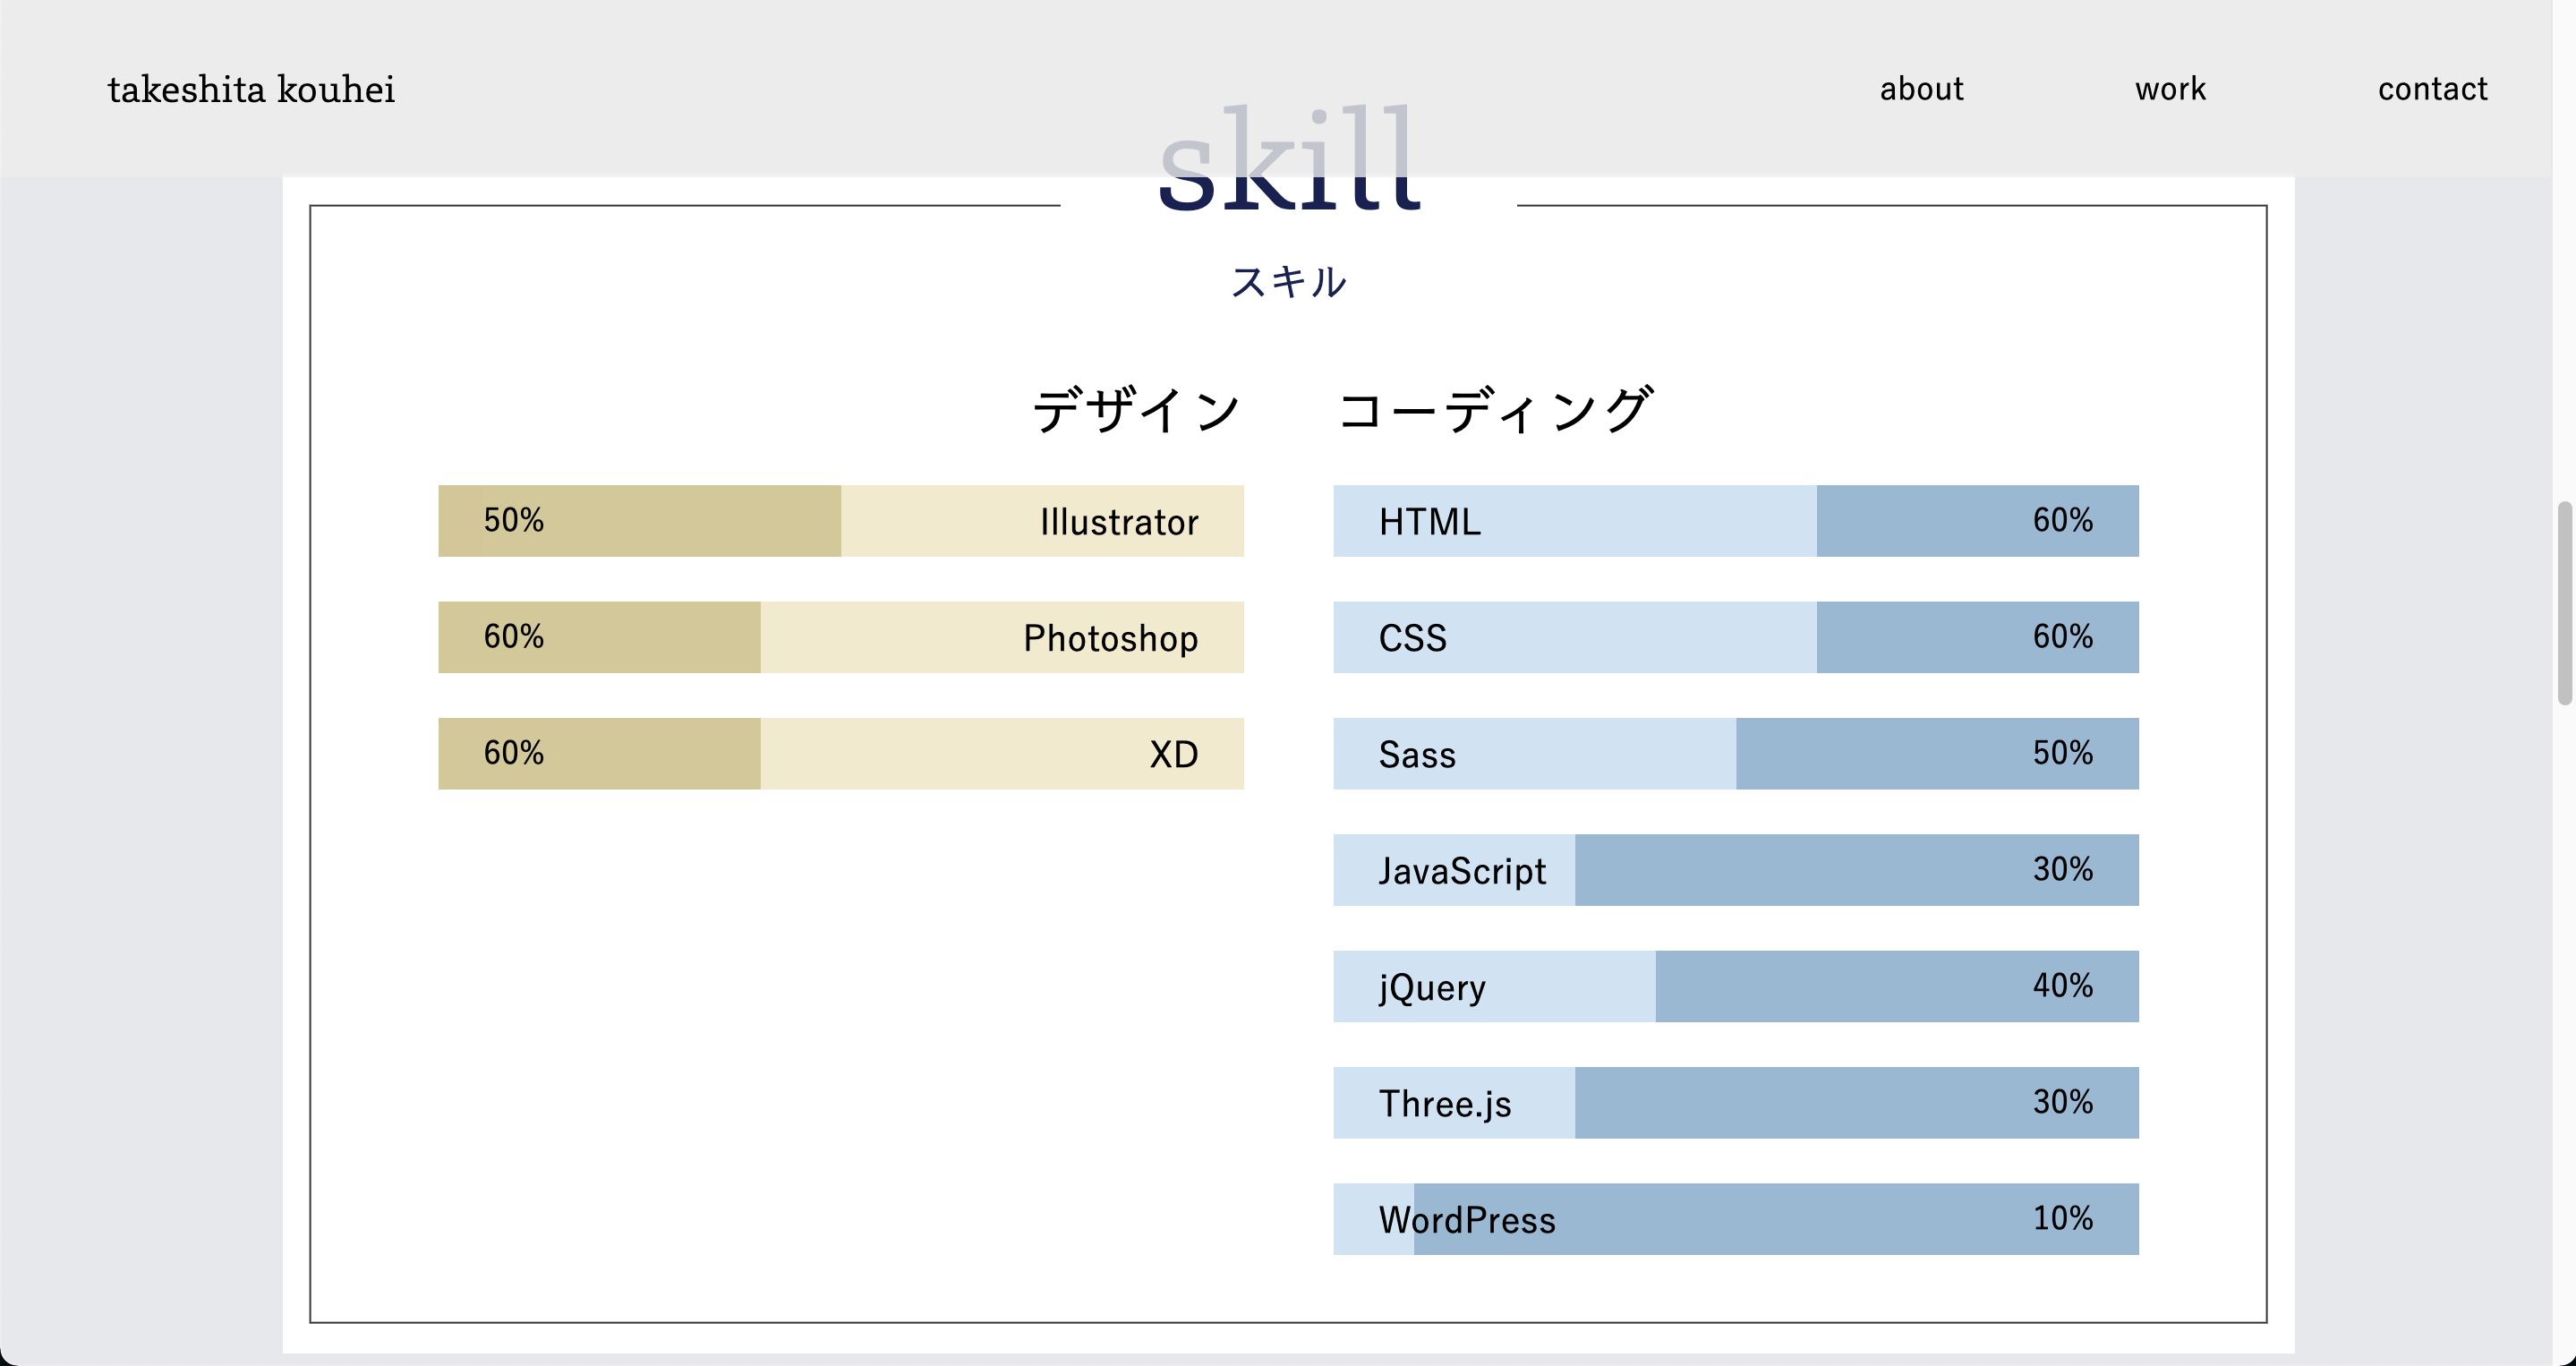 takeshita kouhei
about
work
contact
skill
スキル
デザイン
50% Illustrator
60% Photoshop
60% XD
コーディング
HTML 60%
CSS 60%
Sass 50%
JavaScript 30%
jQuery 40%
Three.js 30%
WordPress 10%